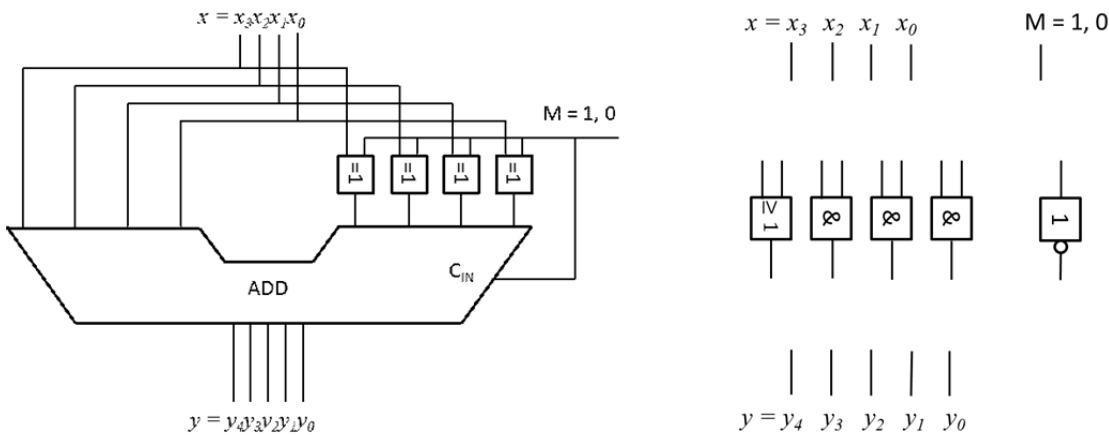 x = x₃x₂x₁x₀
M = 1, 0
=1 =1 =1 =1
C_IN
ADD
y = y₄y₃y₂y₁y₀
x = x₃ x₂ x₁ x₀ M = 1, 0
≥1 & & & 1
y = y₄ y₃ y₂ y₁ y₀